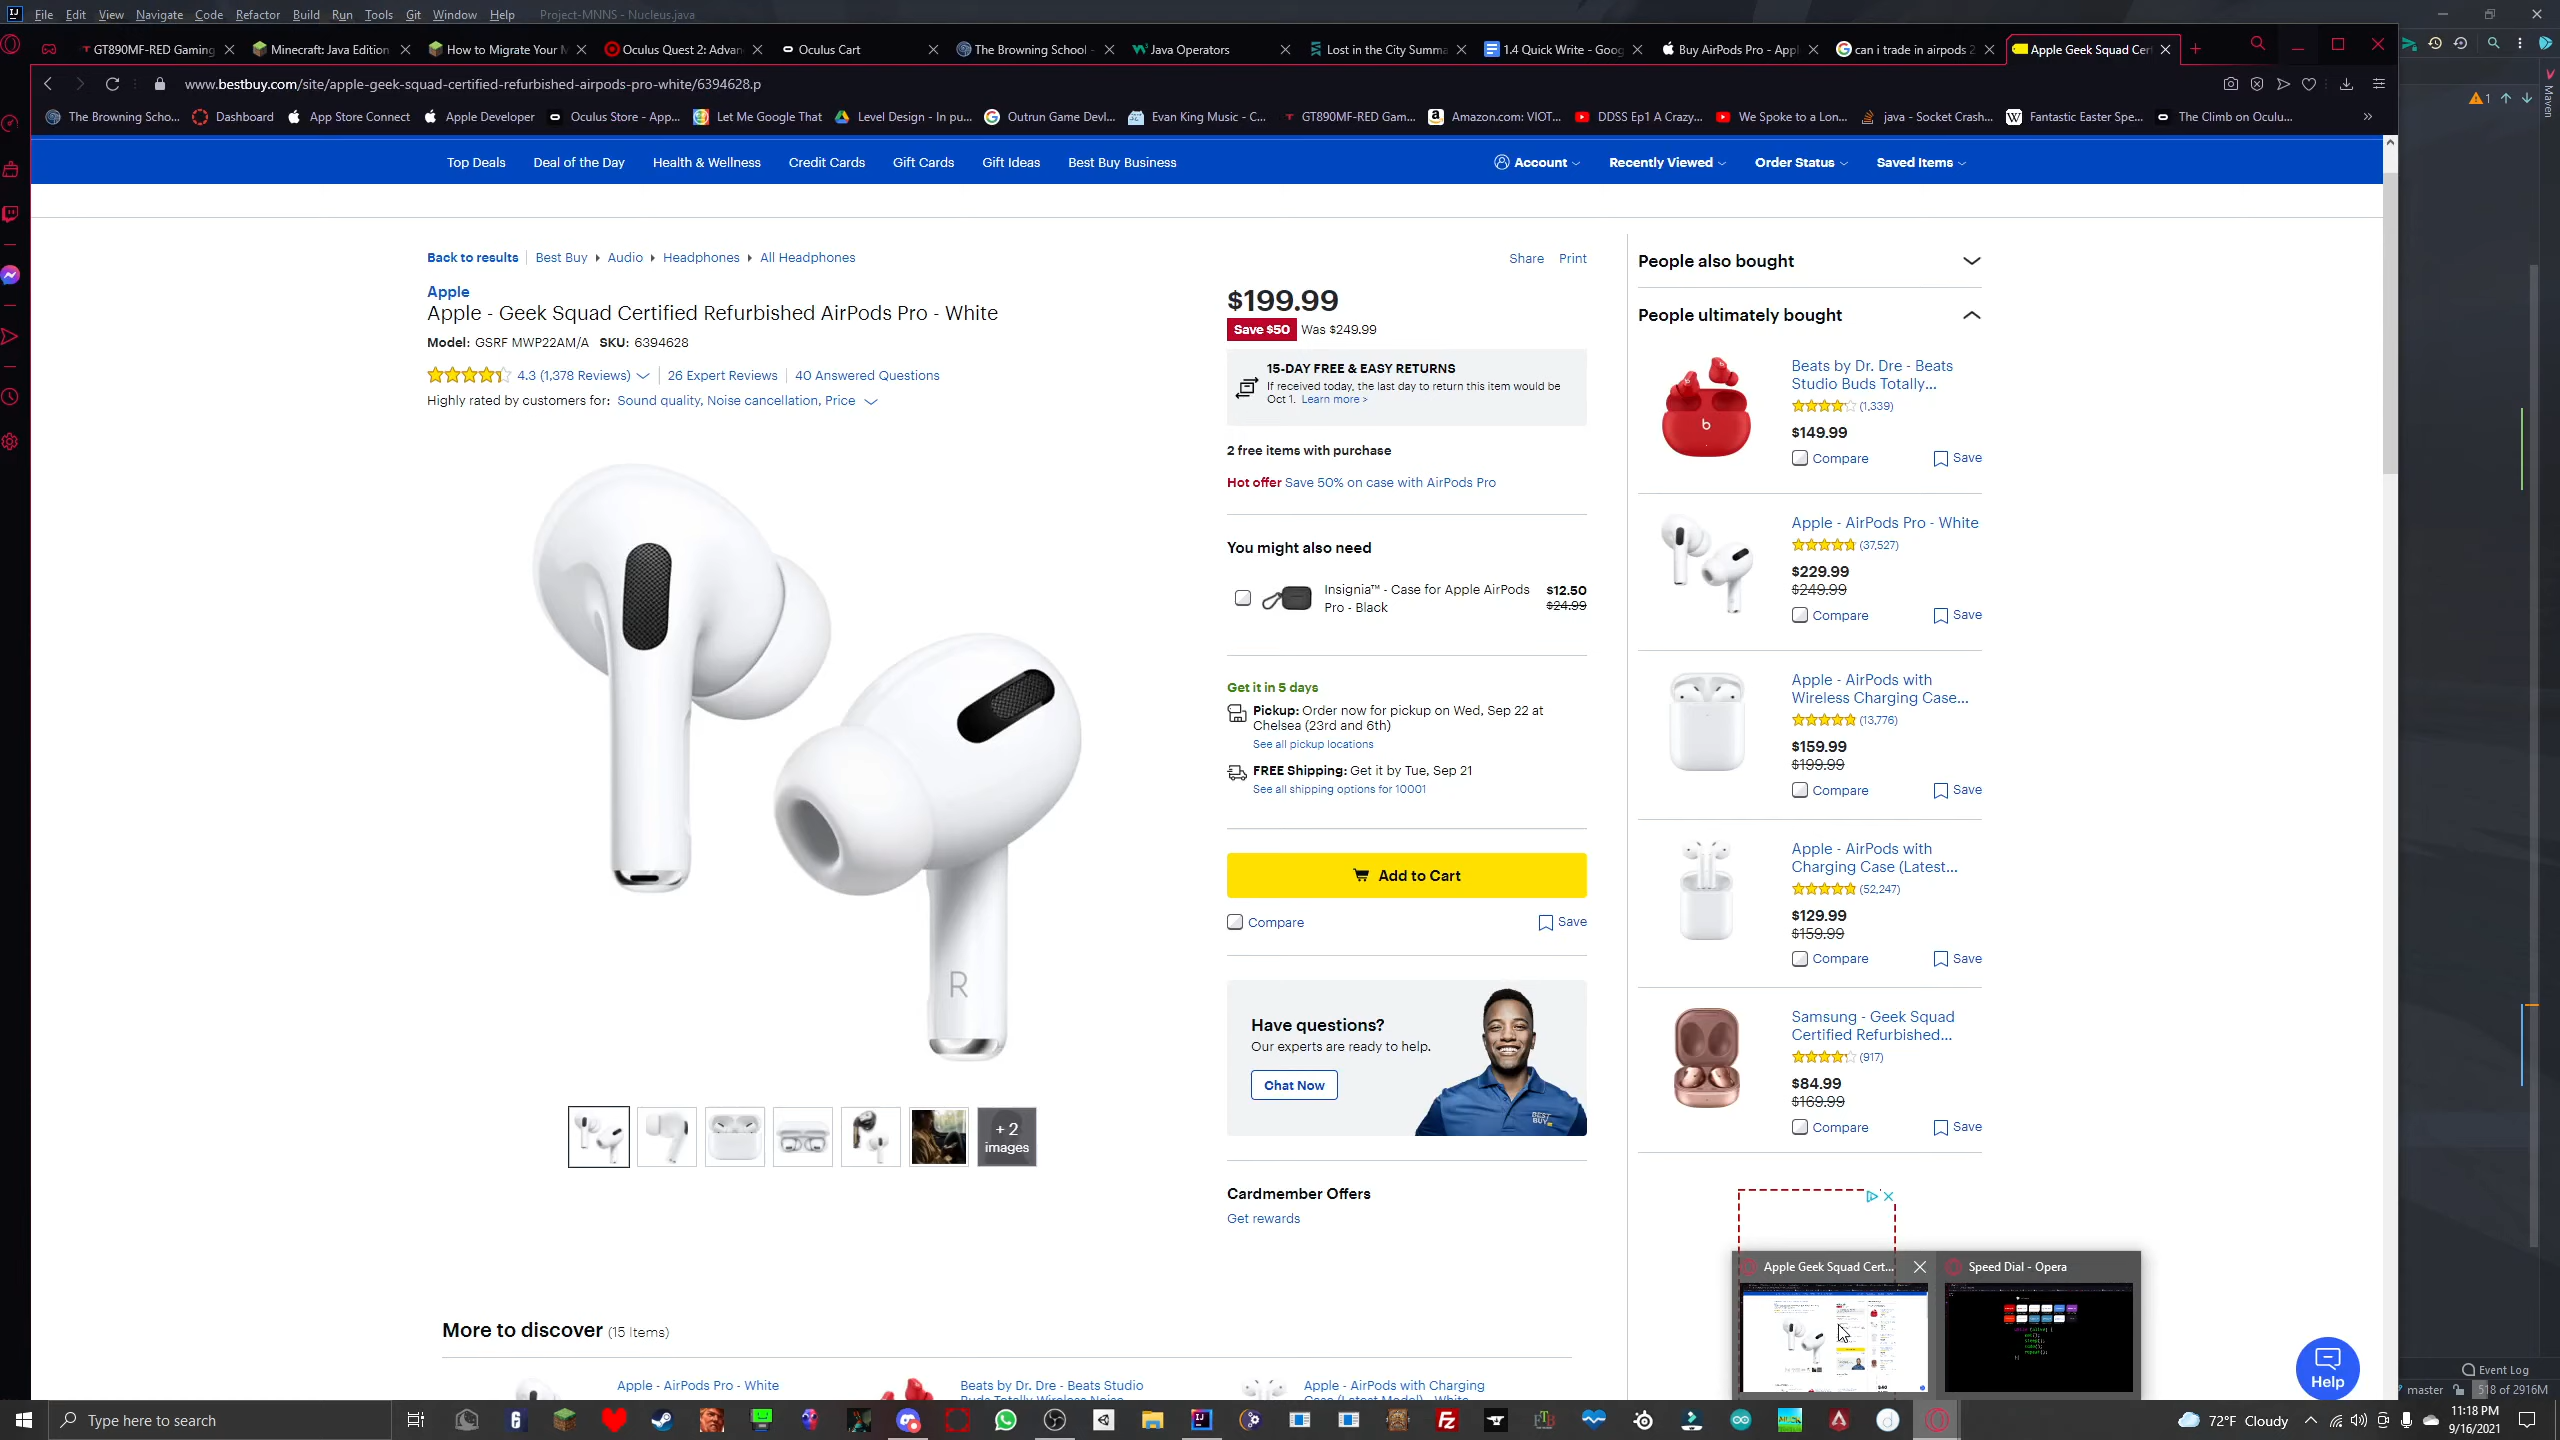 File Edit View Navigate Code Refactor Build Run Tools Git Window Help Project-MNNS - Nucleus.java
GT890MF-RED Gaming
Minecraft: Java Edition
How to Migrate Your M
Oculus Quest 2: Advan
Oculus Cart
The Browning School -
Java Operators
Lost in the City Summa
1.4 Quick Write - Goog
Buy AirPods Pro - Appl
can i trade in airpods 2
Apple Geek Squad Cert
www.bestbuy.com/site/apple-geek-squad-certified-refurbished-airpods-pro-white/6394628.p
The Browning Scho...
Dashboard
App Store Connect
Apple Developer
Oculus Store - App...
Let Me Google That
Level Design - In pu...
Outrun Game Devl...
Evan King Music - C...
GT890MF-RED Gam...
Amazon.com: VIOT...
DDSS Ep1 A Crazy...
We Spoke to a Lon...
java - Socket Crash...
Fantastic Easter Spe...
The Climb on Oculu...
1
Maven
Top Deals Deal of the Day Health & Wellness Credit Cards Gift Cards Gift Ideas Best Buy Business
Account Recently Viewed Order Status Saved Items
Back to results Best Buy Audio Headphones All Headphones
Share Print
Apple
Apple - Geek Squad Certified Refurbished AirPods Pro - White
Model: GSRF MWP22AM/A SKU: 6394628
4.3 (1,378 Reviews) 26 Expert Reviews 40 Answered Questions
Highly rated by customers for: Sound quality, Noise cancellation, Price
R
+ 2
images
$199.99
Save $50 Was $249.99
15-DAY FREE & EASY RETURNS
If received today, the last day to return this item would be
Oct 1. Learn more >
2 free items with purchase
Hot offer Save 50% on case with AirPods Pro
You might also need
Insignia™ - Case for Apple AirPods
Pro - Black
$12.50
$24.99
Get it in 5 days
Pickup: Order now for pickup on Wed, Sep 22 at
Chelsea (23rd and 6th)
See all pickup locations
FREE Shipping: Get it by Tue, Sep 21
See all shipping options for 10001
Add to Cart
Compare Save
Have questions?
Our experts are ready to help.
Chat Now
BEST
BUY
Cardmember Offers
Get rewards
People also bought
People ultimately bought
Beats by Dr. Dre - Beats
Studio Buds Totally...
(1,339)
$149.99
Compare Save
Apple - AirPods Pro - White
(37,527)
$229.99
$249.99
Compare Save
Apple - AirPods with
Wireless Charging Case...
(13,776)
$159.99
$199.99
Compare Save
Apple - AirPods with
Charging Case (Latest...
(52,247)
$129.99
$159.99
Compare Save
Samsung - Geek Squad
Certified Refurbished...
(917)
$84.99
$169.99
Compare Save
More to discover (15 Items)
Apple - AirPods Pro - White
Beats by Dr. Dre - Beats Studio
Apple - AirPods with Charging
Apple Geek Squad Cert...
Speed Dial - Opera
Help
Event Log
master 518 of 2916M
Type here to search
72°F Cloudy
11:18 PM
9/16/2021